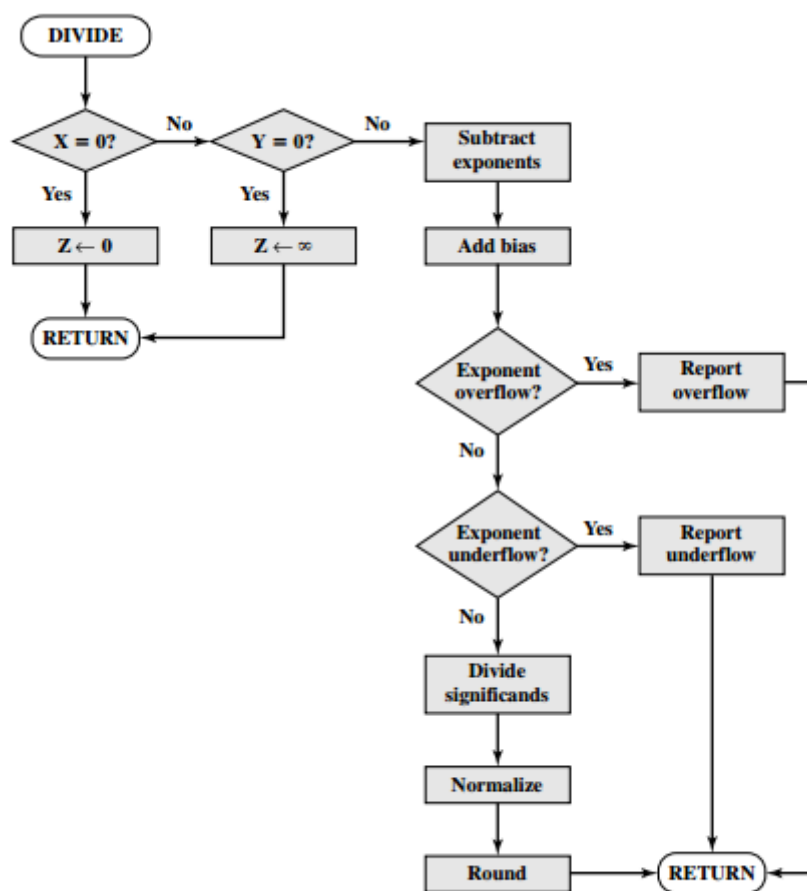 DIVIDE
X = 0?
No
Y = 0?
No
Subtract
exponents
Yes
Yes
Z ← 0
Z ← ∞
Add bias
RETURN
Exponent
overflow?
Yes
Report
overflow
No
Exponent
underflow?
Yes
Report
underflow
No
Divide
significands
Normalize
Round
RETURN